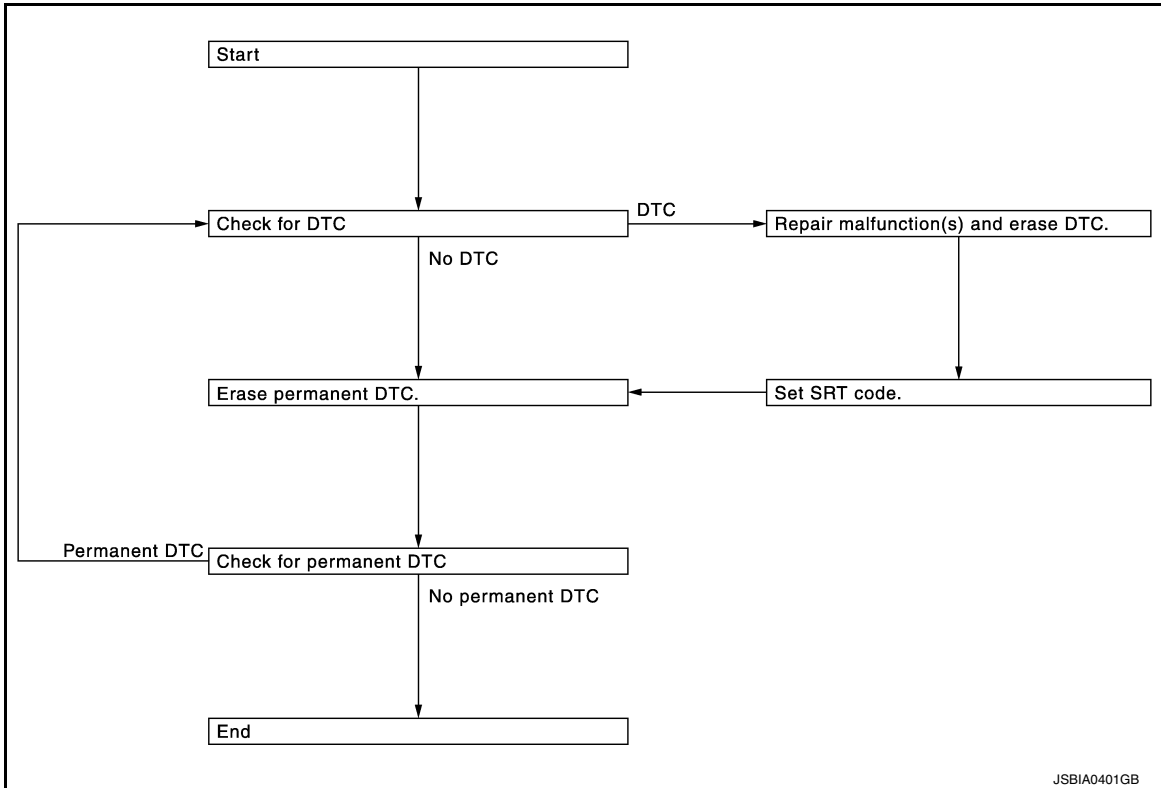 Start
Check for DTC
DTC
Repair malfunction(s) and erase DTC.
No DTC
Erase permanent DTC.
Set SRT code.
Permanent DTC
Check for permanent DTC
No permanent DTC
End
JSBIA0401GB